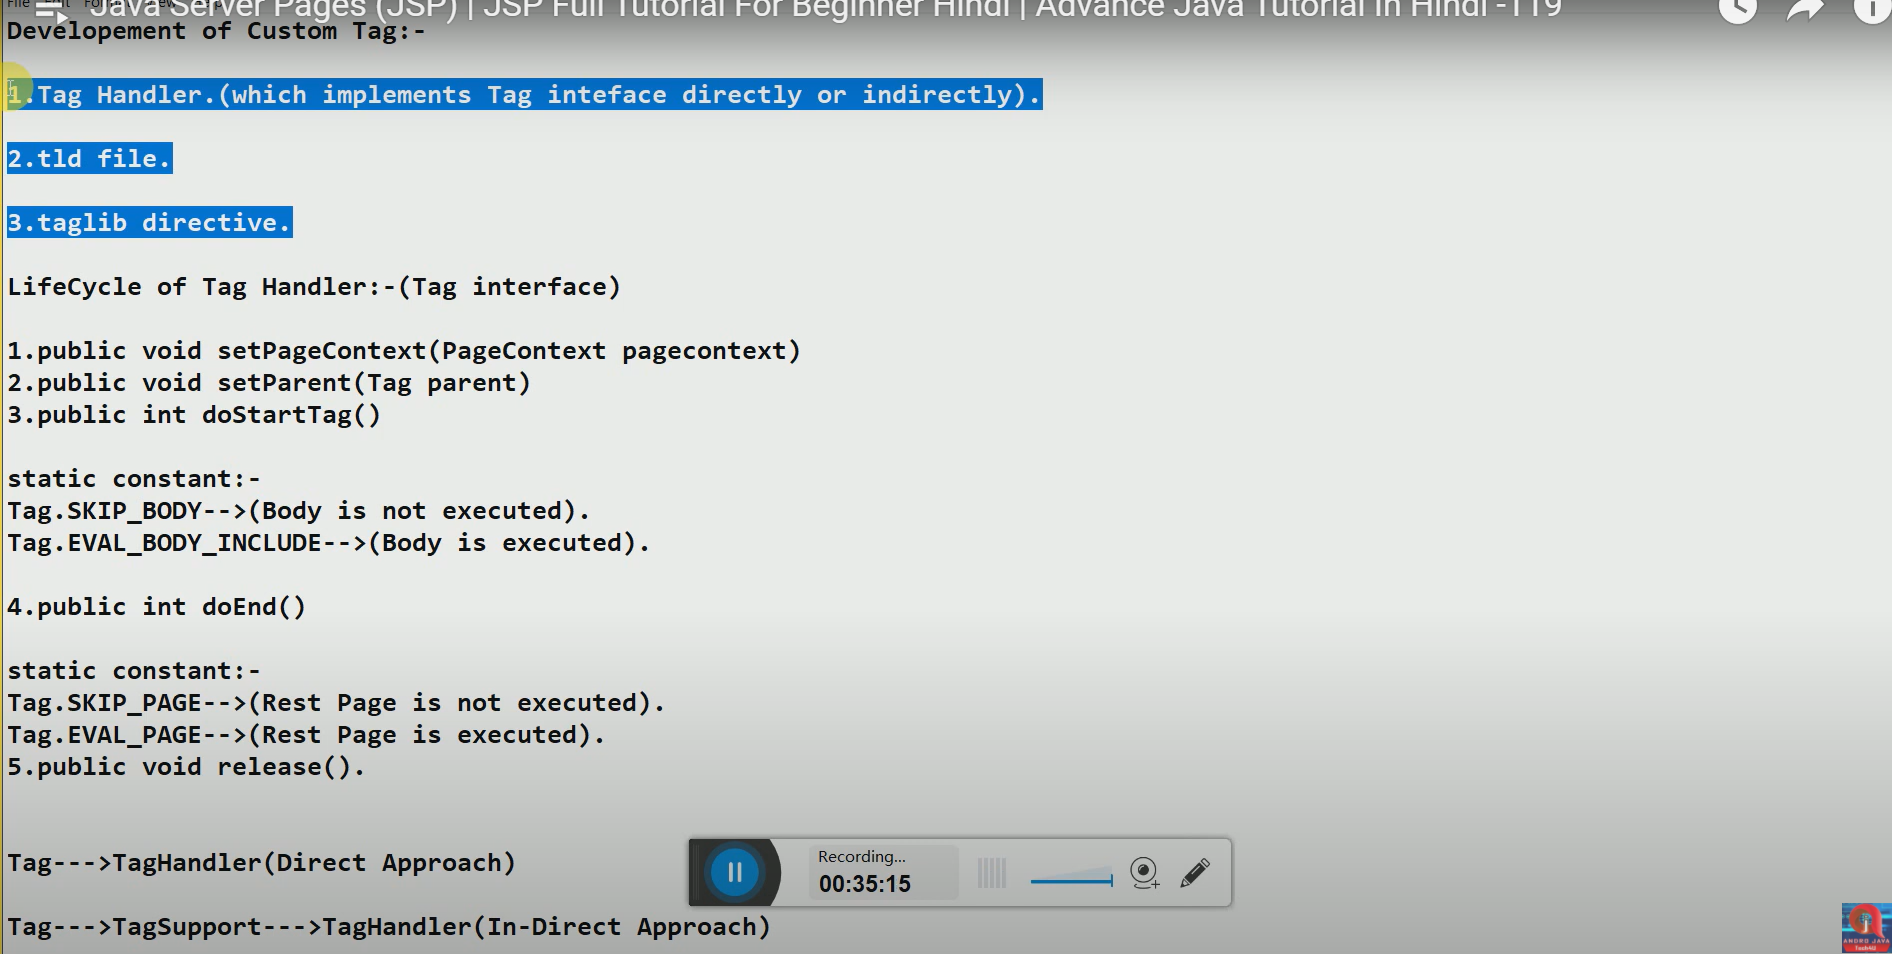 Java Server Pages (JSP) | JSP Full Tutorial For Beginner Hindi | Advance Java Tutorial in Hindi -119
Developement of Custom Tag:-
1.Tag Handler.(which implements Tag inteface directly or indirectly).
2.tld file.
3.taglib directive.
LifeCycle of Tag Handler:-(Tag interface)
1.public void setPageContext(PageContext pagecontext)
2.public void setParent(Tag parent)
3.public int doStartTag()
static constant:-
Tag.SKIP_BODY-->(Body is not executed).
Tag.EVAL_BODY_INCLUDE-->(Body is executed).
4.public int doEnd()
static constant:-
Tag.SKIP_PAGE-->(Rest Page is not executed).
Tag.EVAL_PAGE-->(Rest Page is executed).
5.public void release().
Tag--->TagHandler(Direct Approach)
Recording...
00:35:15
Tag--->TagSupport--->TagHandler(In-Direct Approach)
ANDRO JAVA
Tech4U